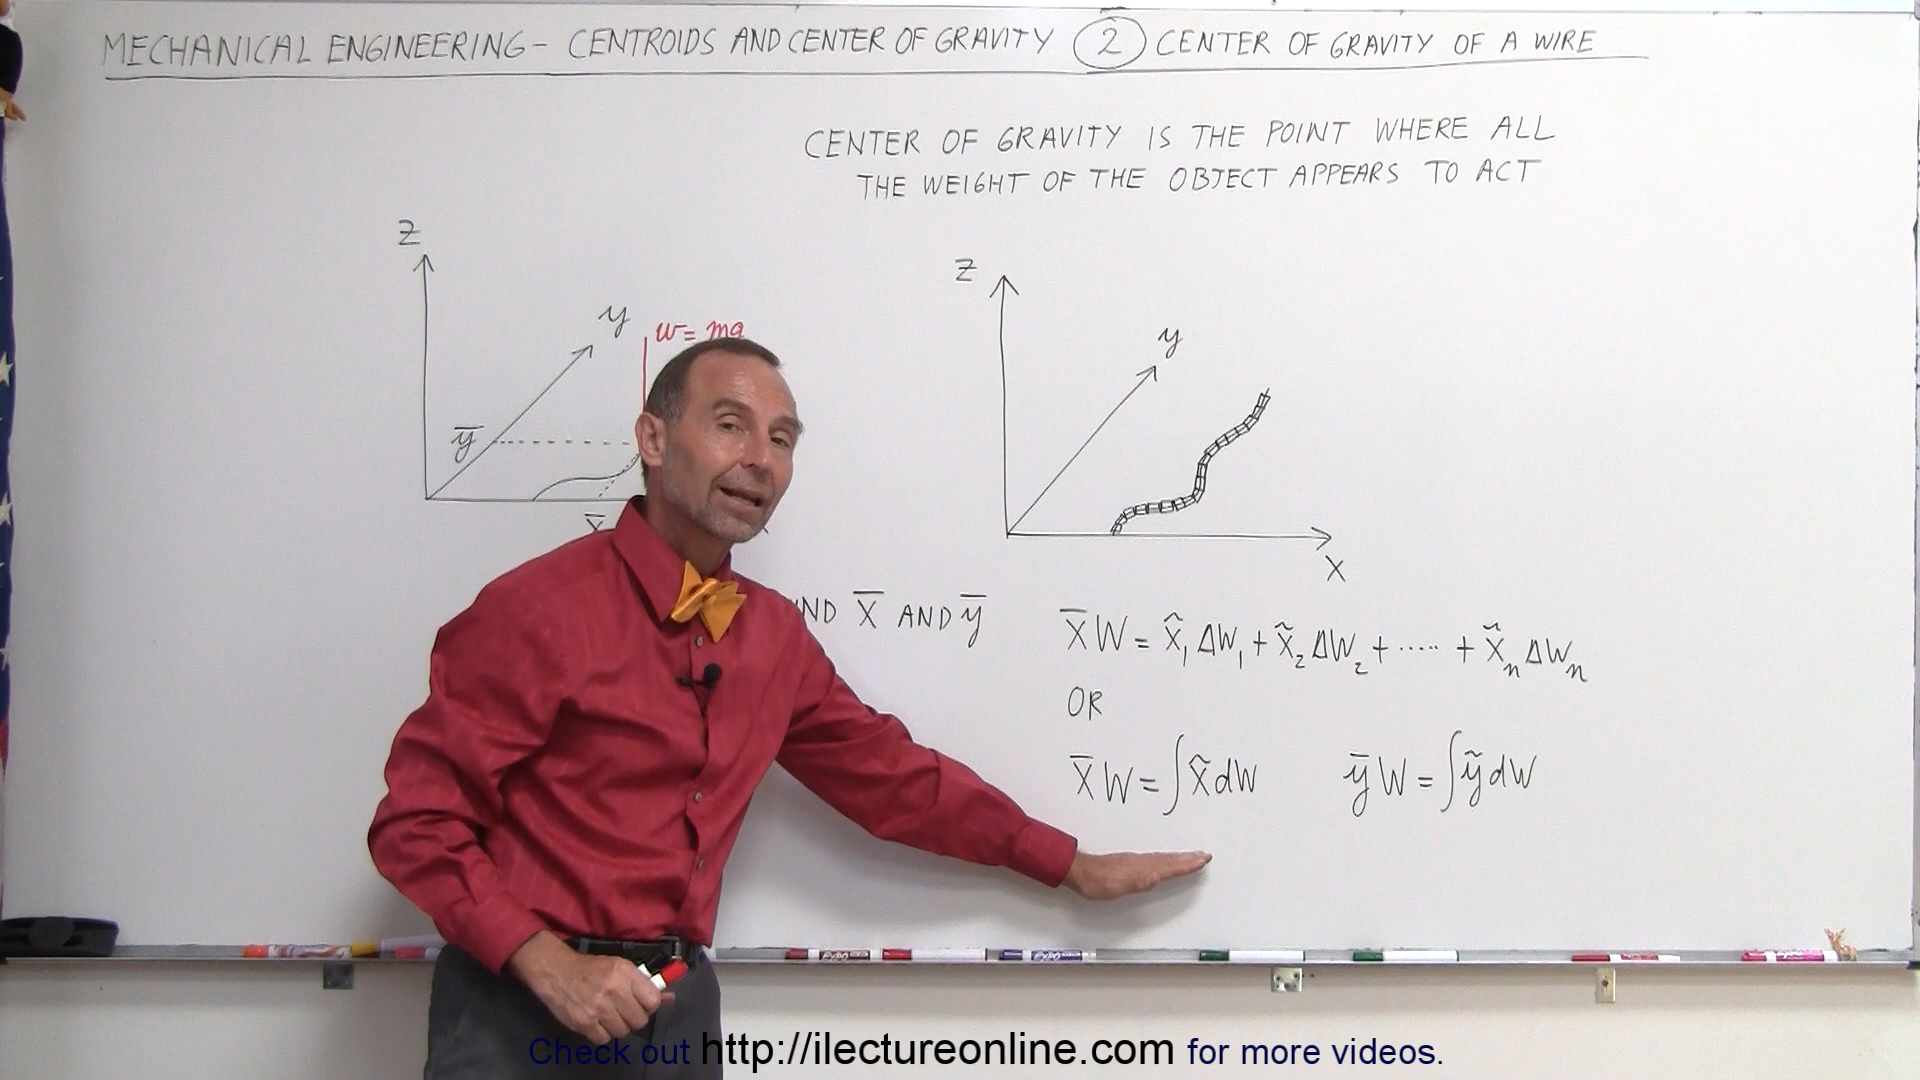 MECHANICAL ENGINEERING - CENTROIDS AND CENTER OF GRAVITY ② CENTER OF GRAVITY OF A WIRE
CENTER OF GRAVITY IS THE POINT WHERE ALL
THE WEIGHT OF THE OBJECT APPEARS TO ACT
Z
y
w = mg
y̅
x̅
Z
y
X
X̅ AND y̅
X̅W = x̃₁ΔW₁ + x̃₂ΔW₂ + ..... + x̃ₙΔWₙ
OR
X̅W = ∫x̃dW
y̅W = ∫ỹdW
EXPO
EXPO
Check out http://ilectureonline.com for more videos.